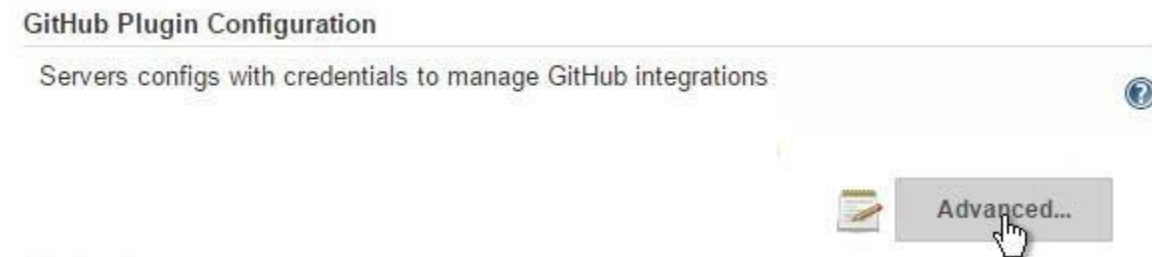 GitHub Plugin Configuration
Servers configs with credentials to manage GitHub integrations
Advanced...